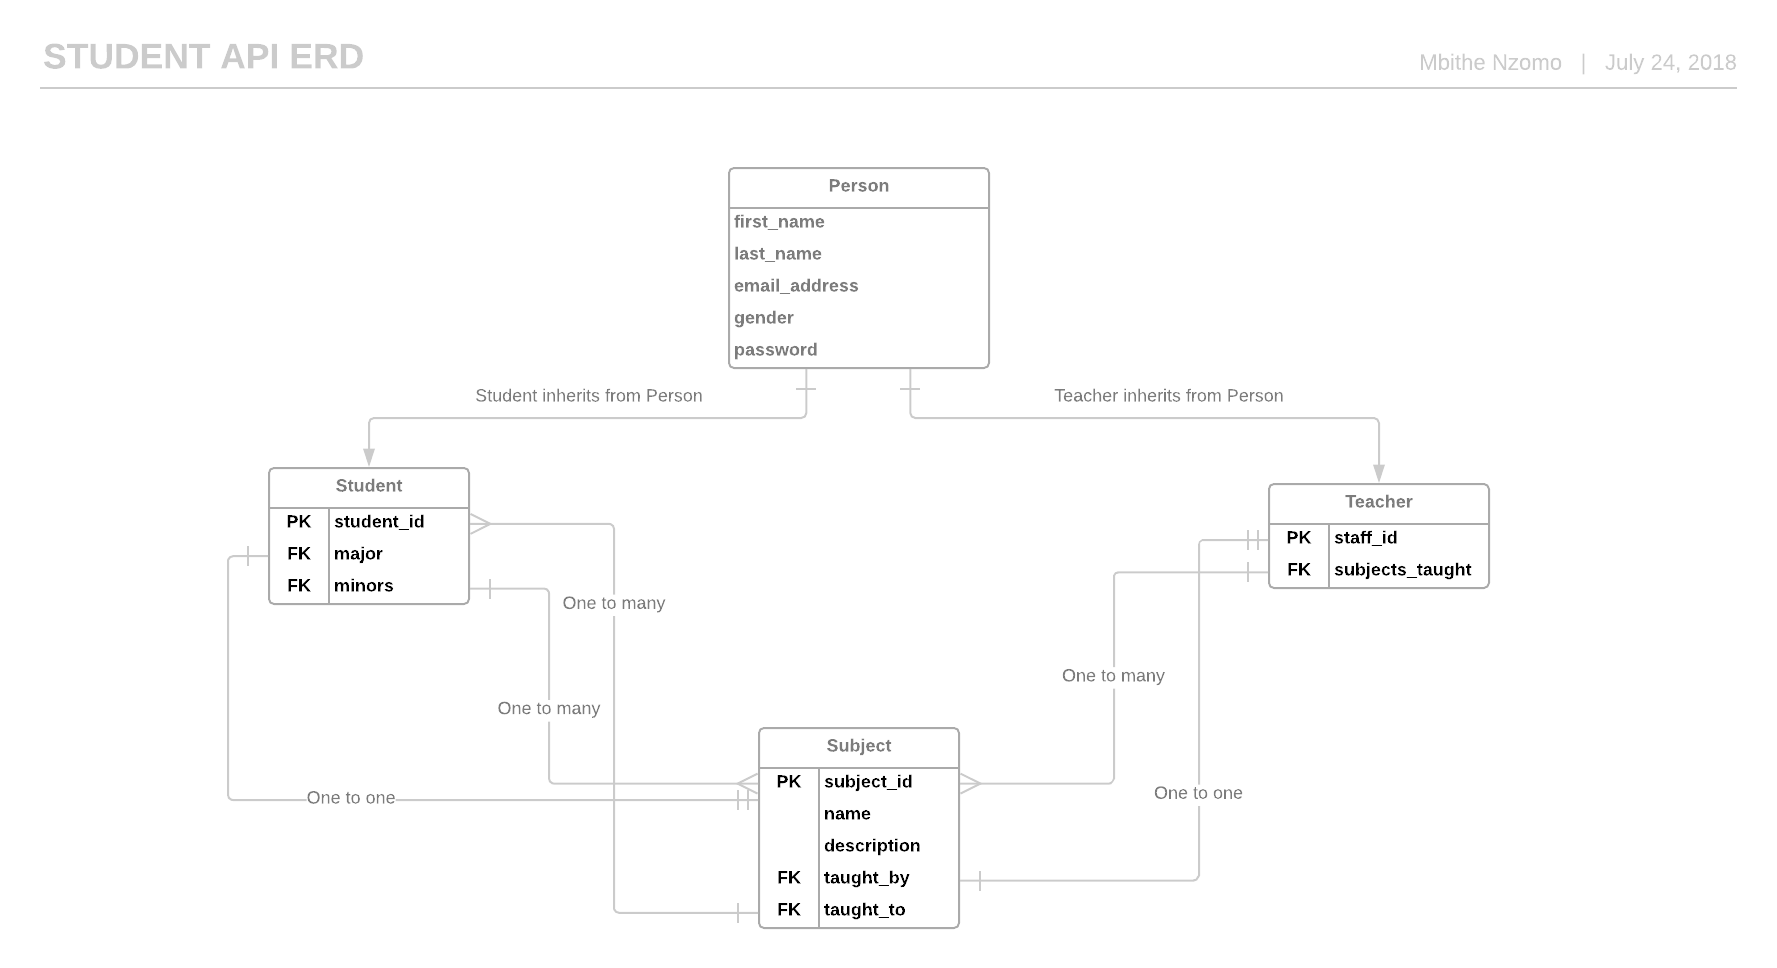 STUDENT API ERD
Mbithe Nzomo | July 24, 2018
Person
first_name
last_name
email_address
gender
password
Student inherits from Person
Teacher inherits from Person
Student
PK student_id
FK major
FK minors
Teacher
PK staff_id
FK subjects_taught
One to many
One to many
One to many
One to one
One to one
Subject
PK subject_id
name
description
FK taught_by
FK taught_to